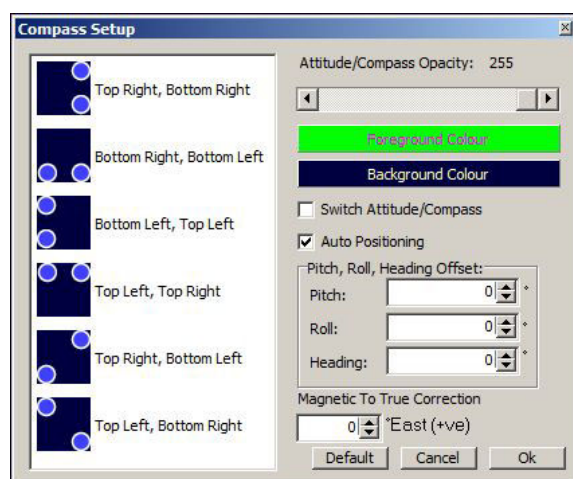 Compass Setup
Top Right, Bottom Right
Bottom Right, Bottom Left
Bottom Left, Top Left
Top Left, Top Right
Top Right, Bottom Left
Top Left, Bottom Right
Attitude/Compass Opacity: 255
Foreground Colour
Background Colour
Switch Attitude/Compass
Auto Positioning
Pitch, Roll, Heading Offset:
Pitch: 0 °
Roll: 0 °
Heading: 0 °
Magnetic To True Correction
0 °East (+ve)
Default Cancel Ok